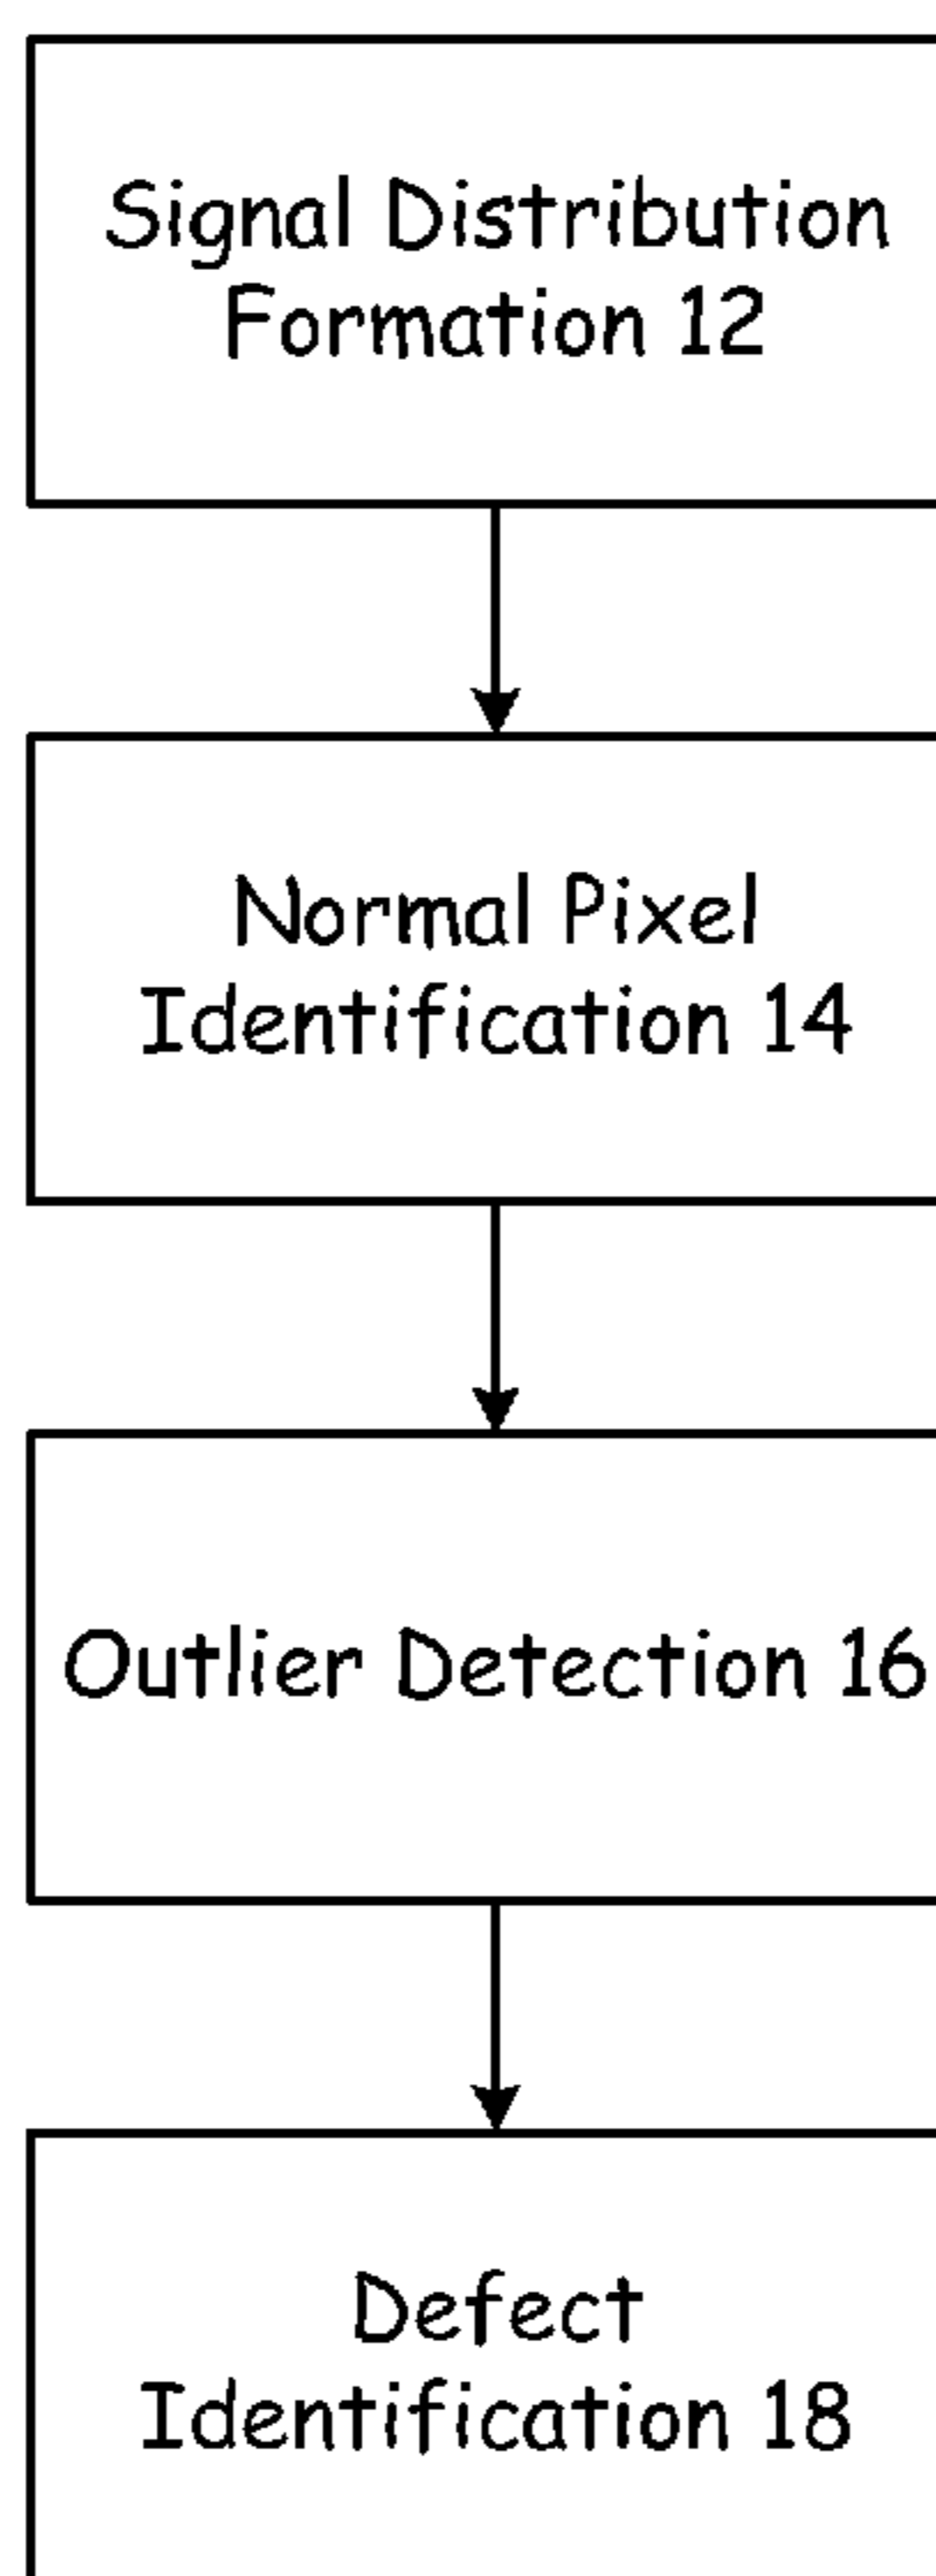 Signal Distribution
Formation 12
Normal Pixel
Identification 14
Outlier Detection 16
Defect
Identification 18